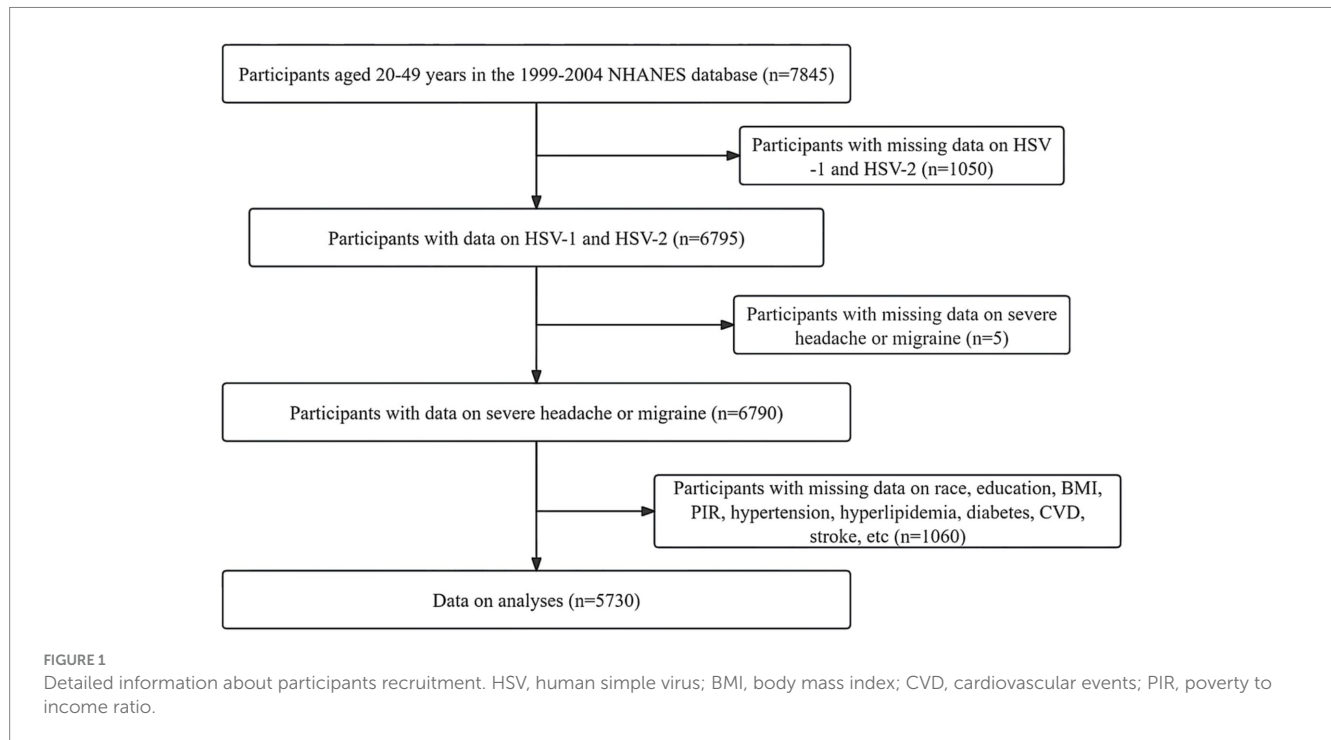 Participants aged 20-49 years in the 1999-2004 NHANES database (n=7845)
Participants with missing data on HSV
-1 and HSV-2 (n=1050)
Participants with data on HSV-1 and HSV-2 (n=6795)
Participants with missing data on severe
headache or migraine (n=5)
Participants with data on severe headache or migraine (n=6790)
Participants with missing data on race, education, BMI,
PIR, hypertension, hyperlipidemia, diabetes, CVD,
stroke, etc (n=1060)
Data on analyses (n=5730)
FIGURE 1
Detailed information about participants recruitment. HSV, human simple virus; BMI, body mass index; CVD, cardiovascular events; PIR, poverty to
income ratio.